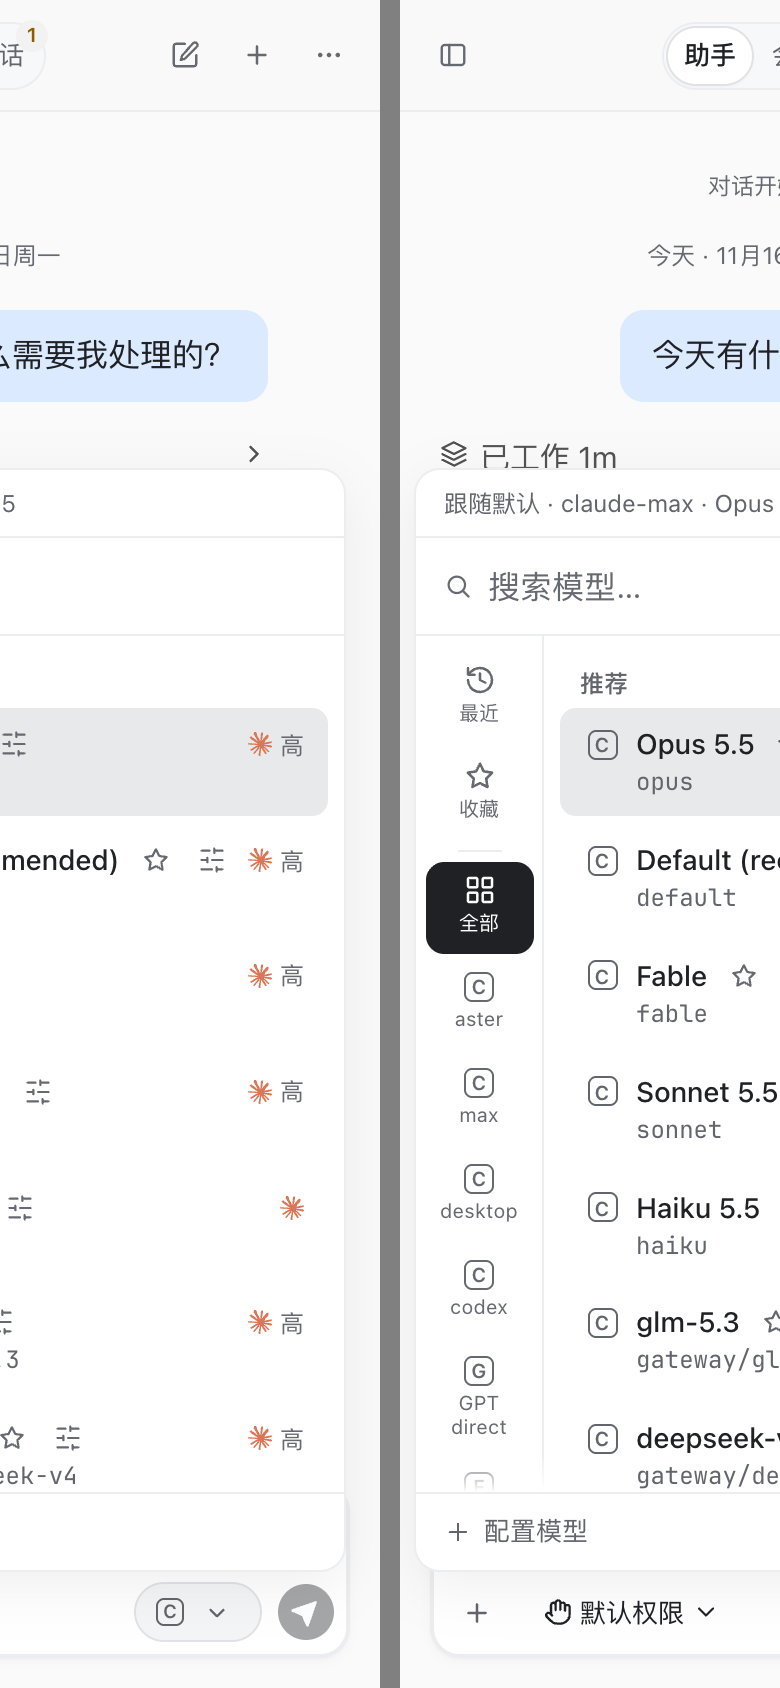 话
1
日周一
么需要我处理的?
5
高
mended)
高
高
高
高
.3
高
eek-v4
C
助手
对话开
今天 · 11月16
今天有什
已工作 1m
跟随默认 · claude-max · Opus
搜索模型...
最近
收藏
全部
C
aster
C
max
C
desktop
C
codex
G
GPT
direct
推荐
C
Opus 5.5
opus
C
Default (rec
default
C
Fable
fable
C
Sonnet 5.5
sonnet
C
Haiku 5.5
haiku
C
glm-5.3
gateway/gl
C
deepseek-v
gateway/de
配置模型
默认权限